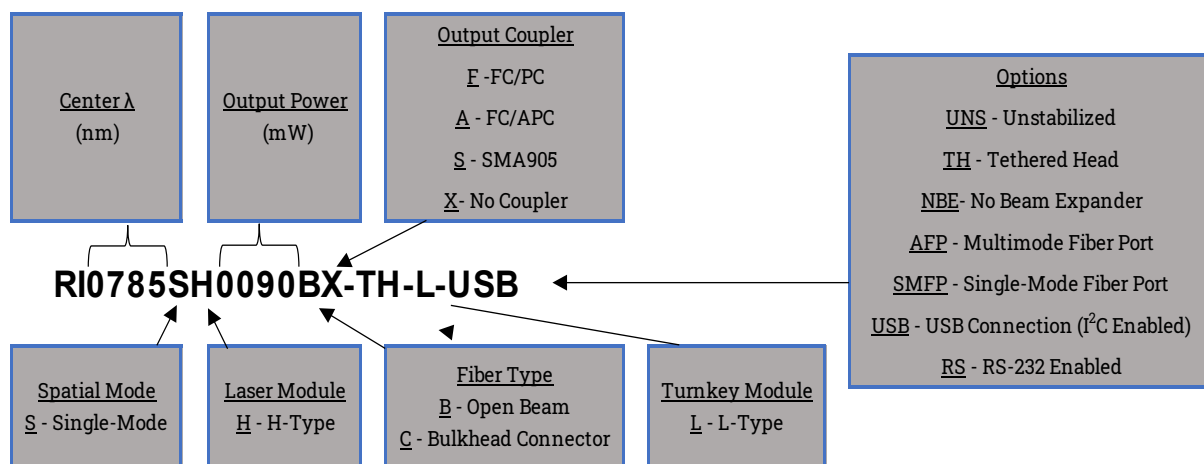 Center λ
(nm)
Output Power
(mW)
Output Coupler
F -FC/PC
A - FC/APC
S - SMA905
X- No Coupler
Options
UNS - Unstabilized
TH - Tethered Head
NBE- No Beam Expander
AFP - Multimode Fiber Port
SMFP - Single-Mode Fiber Port
USB - USB Connection (I²C Enabled)
RS - RS-232 Enabled
RI0785SH0090BX-TH-L-USB
Spatial Mode
S - Single-Mode
Laser Module
H - H-Type
Fiber Type
B - Open Beam
C - Bulkhead Connector
Turnkey Module
L - L-Type